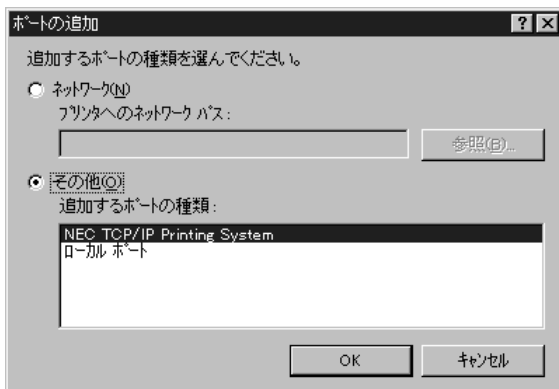 ﾎﾟｰﾄの追加
追加するﾎﾟｰﾄの種類を選んでください。
ﾈｯﾄﾜｰｸ(N)
ﾌﾟﾘﾝﾀへのﾈｯﾄﾜｰｸ ﾊﾟｽ:
参照(B)...
その他(O)
追加するﾎﾟｰﾄの種類:
NEC TCP/IP Printing System
ﾛｰｶﾙ ﾎﾟｰﾄ
OK
ｷｬﾝｾﾙ